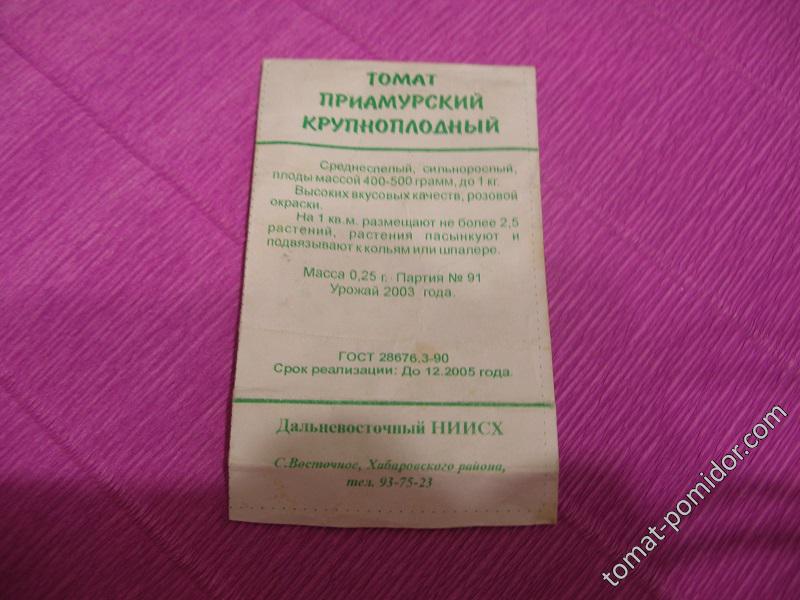 ТОМАТ
ПРИАМУРСКИЙ
КРУПНОПЛОДНЫЙ
Среднеспелый, сильнорослый,
плоды массой 400-500 грамм, до 1 кг.
Высоких вкусовых качеств, розовой
окраски.
На 1 кв.м. размещают не более 2,5
растений, растения пасынкуют и
подвязывают к кольям или шпалере.
Масса 0,25 г. Партия № 91
Урожай 2003 года.
ГОСТ 28676.3-90
Срок реализации: До 12.2005 года.
Дальневосточный НИИСХ
С.Восточное, Хабаровского района,
тел. 93-75-23
tomat-pomidor.com